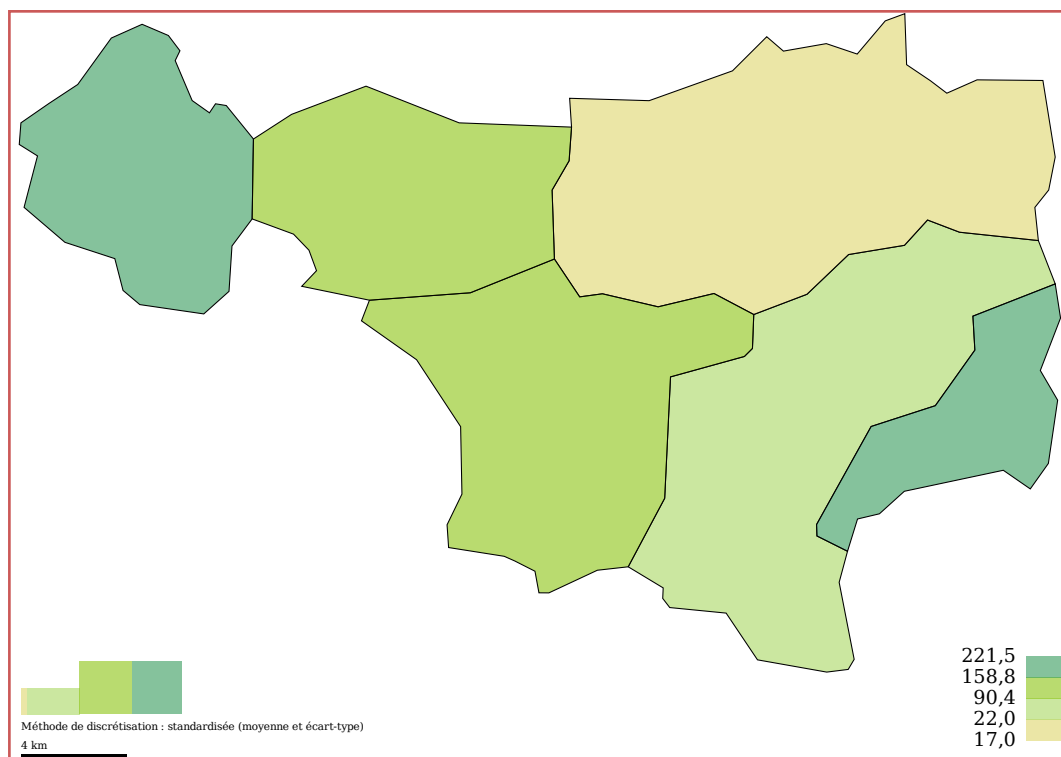 221,5
158,8
90,4
22,0
17,0
Méthode de discrétisation : standardisée (moyenne et écart-type)
4 km